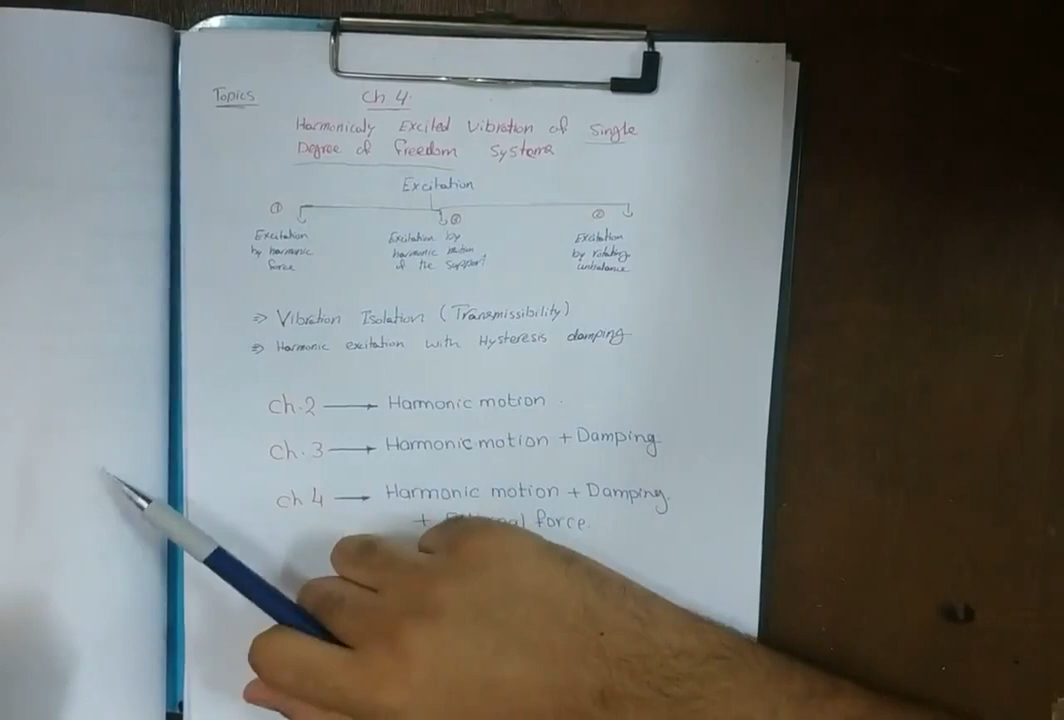 Topics
Ch 4.
Harmonicaly Excited Vibration of Single
Degree of freedom Systems
Excitation
①
Excitation
by harmonic
force
Excitation by
harmonic motion
of the support
Excitation
by rotating
unbalance
⇒ Vibration Isolation (Transmissibility)
⇒ Harmonic excitation with Hysteresis damping
Ch.2 → Harmonic motion
Ch. 3 → Harmonic motion + Damping
Ch 4 → Harmonic motion + Damping
+ force.